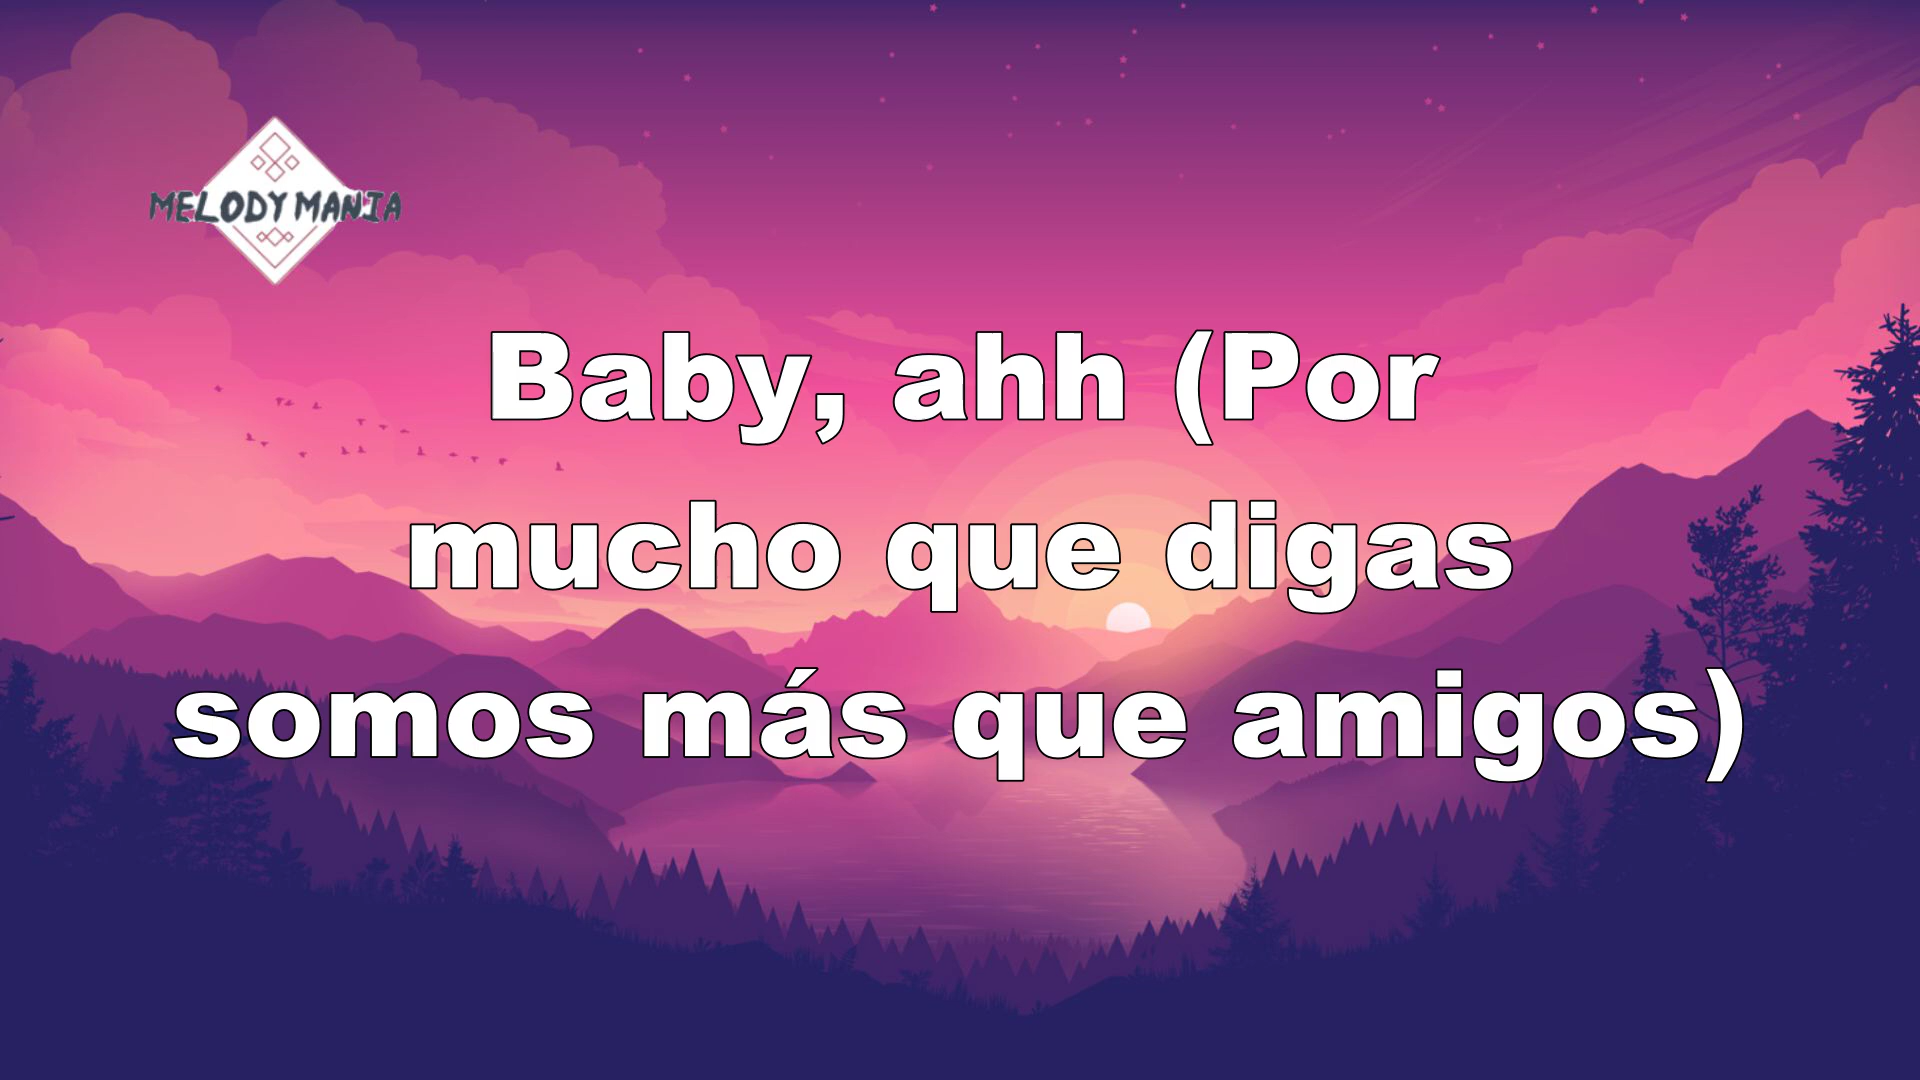 MELODY MANIA
Baby, ahh (Por
mucho que digas
somos más que amigos)